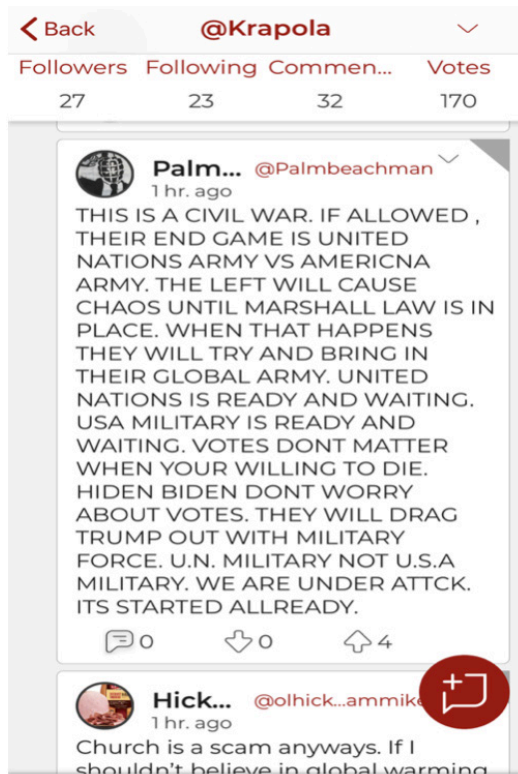 Back
@Krapola
Followers Following Commen... Votes
27 23 32 170
Palm... @Palmbeachman
1 hr. ago
THIS IS A CIVIL WAR. IF ALLOWED ,
THEIR END GAME IS UNITED
NATIONS ARMY VS AMERICNA
ARMY. THE LEFT WILL CAUSE
CHAOS UNTIL MARSHALL LAW IS IN
PLACE. WHEN THAT HAPPENS
THEY WILL TRY AND BRING IN
THEIR GLOBAL ARMY. UNITED
NATIONS IS READY AND WAITING.
USA MILITARY IS READY AND
WAITING. VOTES DONT MATTER
WHEN YOUR WILLING TO DIE.
HIDEN BIDEN DONT WORRY
ABOUT VOTES. THEY WILL DRAG
TRUMP OUT WITH MILITARY
FORCE. U.N. MILITARY NOT U.S.A
MILITARY. WE ARE UNDER ATTCK.
ITS STARTED ALLREADY.
0 0 4
Hick... @olhick...ammike
1 hr. ago
Church is a scam anyways. If I
shouldn't believe in global warming